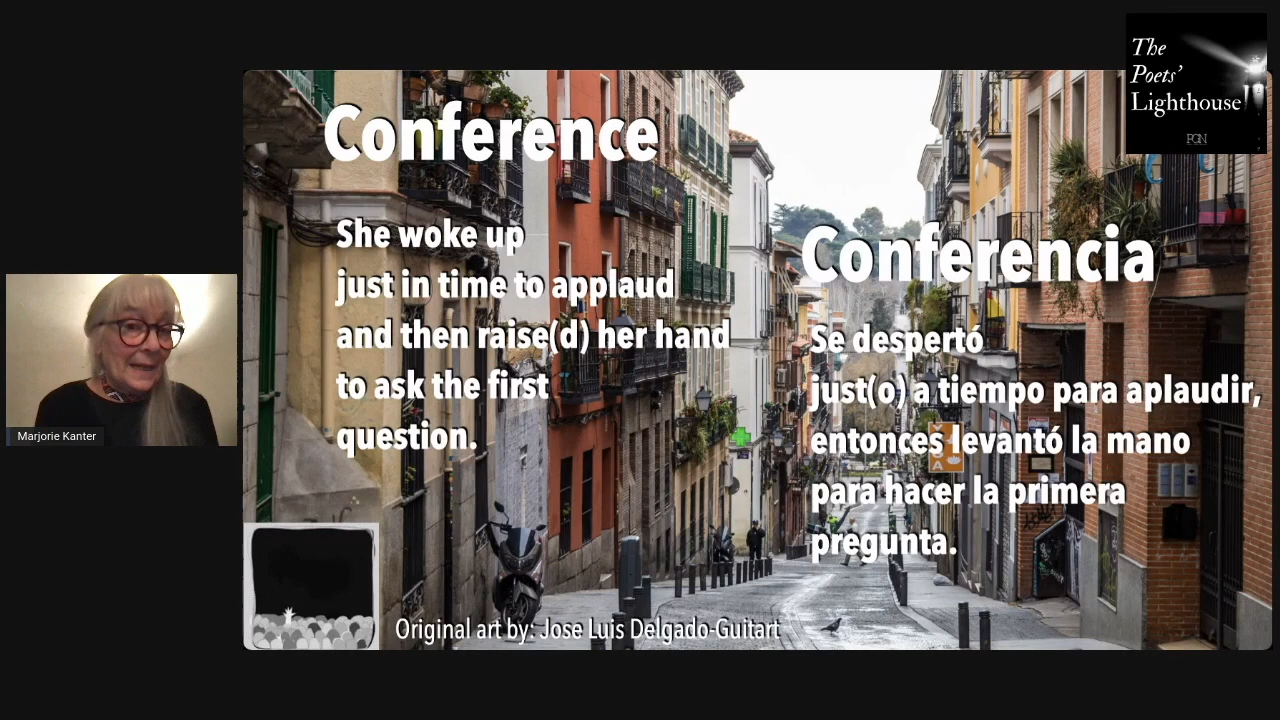 The
Poets'
Lighthouse
PGN
Conference
She woke up
just in time to applaud
and then raise(d) her hand
to ask the first
question.
Conferencia
Se despertó
just(o) a tiempo para aplaudir,
entonces levantó la mano
para hacer la primera
pregunta.
Marjorie Kanter
Original art by: Jose Luis Delgado-Guitart